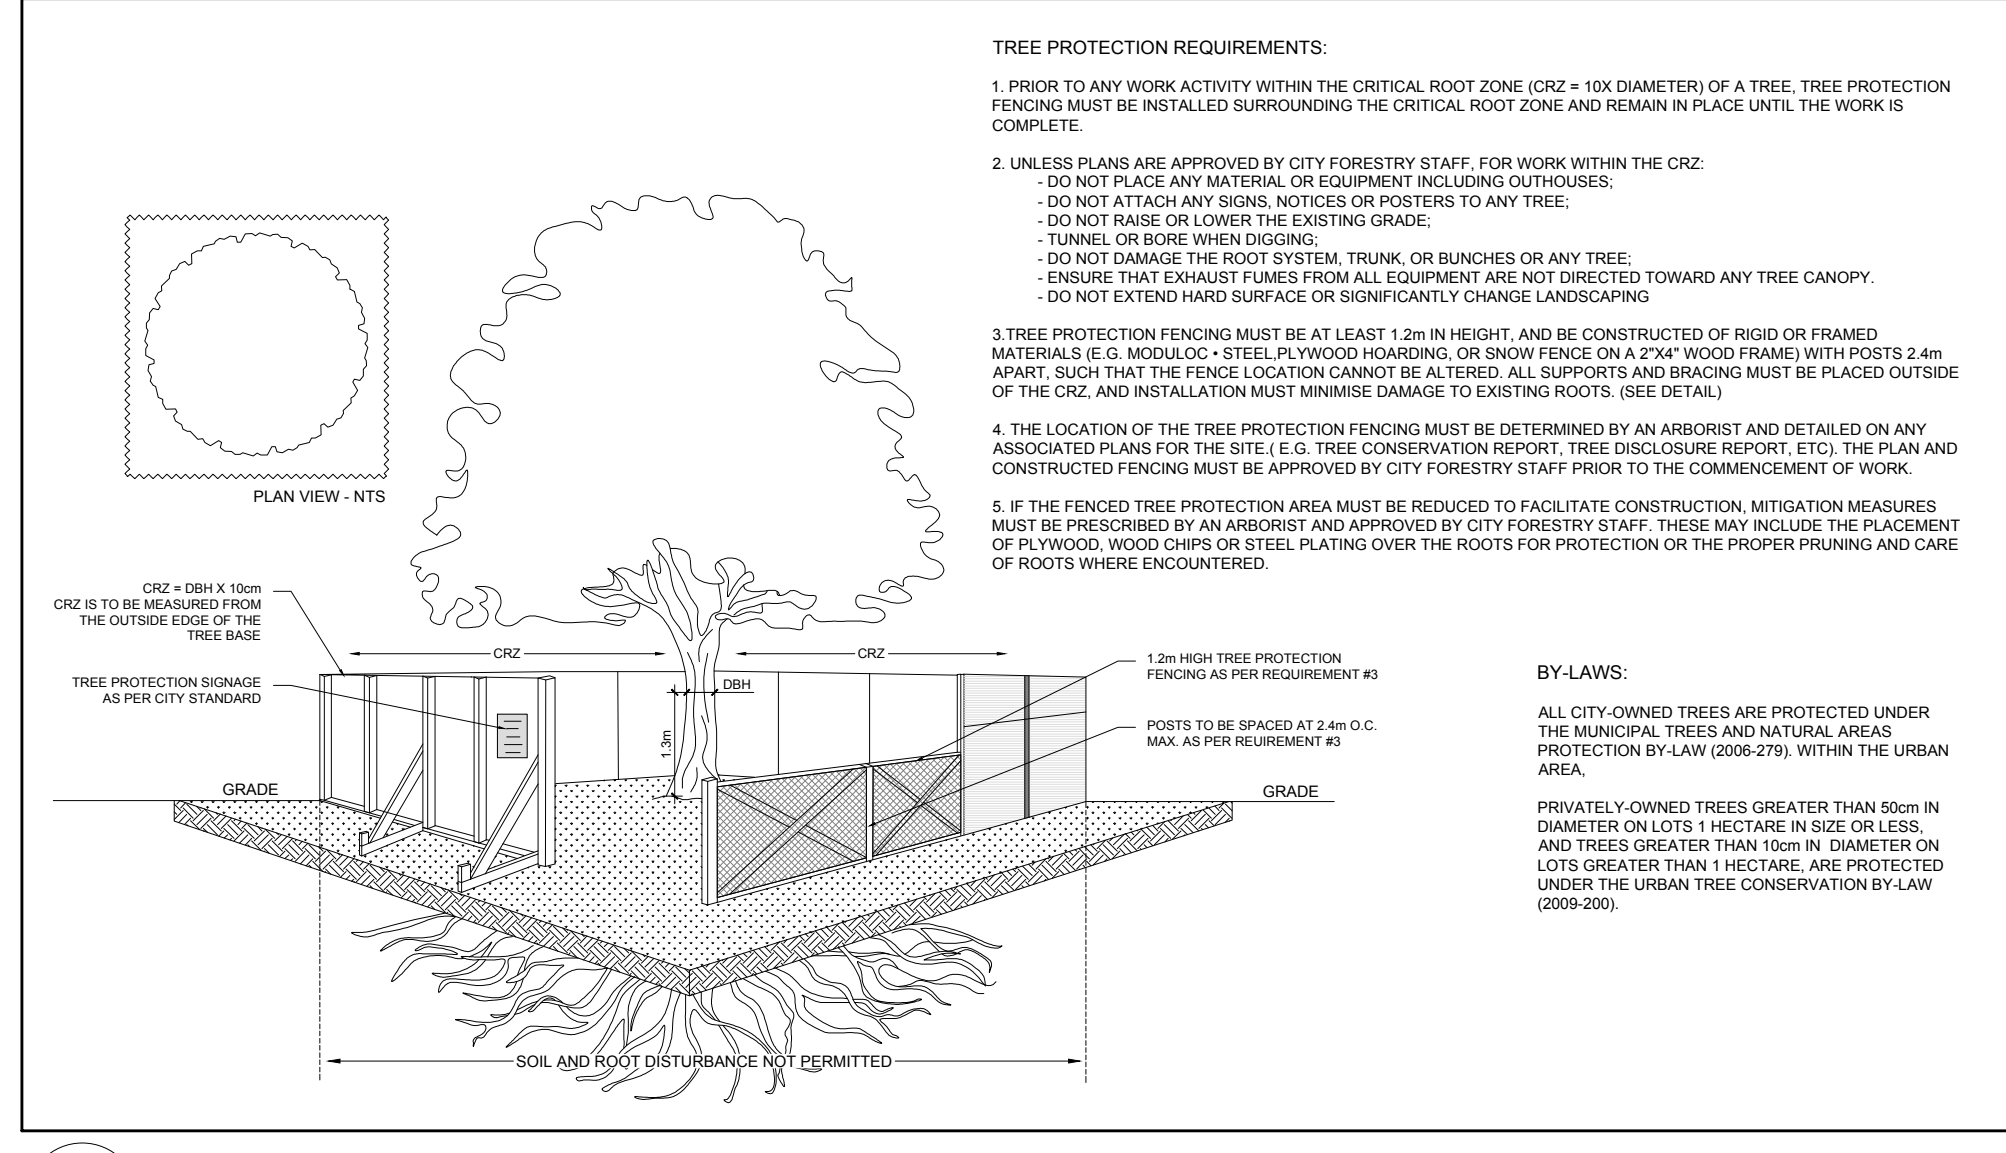 TREE PROTECTION REQUIREMENTS:
1. PRIOR TO ANY WORK ACTIVITY WITHIN THE CRITICAL ROOT ZONE (CRZ = 10X DIAMETER) OF A TREE, TREE PROTECTION
FENCING MUST BE INSTALLED SURROUNDING THE CRITICAL ROOT ZONE AND REMAIN IN PLACE UNTIL THE WORK IS
COMPLETE.
2. UNLESS PLANS ARE APPROVED BY CITY FORESTRY STAFF, FOR WORK WITHIN THE CRZ:
- DO NOT PLACE ANY MATERIAL OR EQUIPMENT INCLUDING OUTHOUSES;
- DO NOT ATTACH ANY SIGNS, NOTICES OR POSTERS TO ANY TREE;
- DO NOT RAISE OR LOWER THE EXISTING GRADE;
- TUNNEL OR BORE WHEN DIGGING;
- DO NOT DAMAGE THE ROOT SYSTEM, TRUNK, OR BUNCHES OR ANY TREE;
- ENSURE THAT EXHAUST FUMES FROM ALL EQUIPMENT ARE NOT DIRECTED TOWARD ANY TREE CANOPY.
- DO NOT EXTEND HARD SURFACE OR SIGNIFICANTLY CHANGE LANDSCAPING
3.TREE PROTECTION FENCING MUST BE AT LEAST 1.2m IN HEIGHT, AND BE CONSTRUCTED OF RIGID OR FRAMED
MATERIALS (E.G. MODULOC • STEEL,PLYWOOD HOARDING, OR SNOW FENCE ON A 2"X4" WOOD FRAME) WITH POSTS 2.4m
APART, SUCH THAT THE FENCE LOCATION CANNOT BE ALTERED. ALL SUPPORTS AND BRACING MUST BE PLACED OUTSIDE
OF THE CRZ, AND INSTALLATION MUST MINIMISE DAMAGE TO EXISTING ROOTS. (SEE DETAIL)
4. THE LOCATION OF THE TREE PROTECTION FENCING MUST BE DETERMINED BY AN ARBORIST AND DETAILED ON ANY
ASSOCIATED PLANS FOR THE SITE.( E.G. TREE CONSERVATION REPORT, TREE DISCLOSURE REPORT, ETC). THE PLAN AND
CONSTRUCTED FENCING MUST BE APPROVED BY CITY FORESTRY STAFF PRIOR TO THE COMMENCEMENT OF WORK.
5. IF THE FENCED TREE PROTECTION AREA MUST BE REDUCED TO FACILITATE CONSTRUCTION, MITIGATION MEASURES
MUST BE PRESCRIBED BY AN ARBORIST AND APPROVED BY CITY FORESTRY STAFF. THESE MAY INCLUDE THE PLACEMENT
OF PLYWOOD, WOOD CHIPS OR STEEL PLATING OVER THE ROOTS FOR PROTECTION OR THE PROPER PRUNING AND CARE
OF ROOTS WHERE ENCOUNTERED.
PLAN VIEW - NTS
CRZ = DBH X 10cm
CRZ IS TO BE MEASURED FROM
THE OUTSIDE EDGE OF THE
TREE BASE
TREE PROTECTION SIGNAGE
AS PER CITY STANDARD
CRZ
CRZ
DBH
1.3m
1.2m HIGH TREE PROTECTION
FENCING AS PER REQUIREMENT #3
POSTS TO BE SPACED AT 2.4m O.C.
MAX. AS PER REUIREMENT #3
GRADE
GRADE
SOIL AND ROOT DISTURBANCE NOT PERMITTED
BY-LAWS:
ALL CITY-OWNED TREES ARE PROTECTED UNDER
THE MUNICIPAL TREES AND NATURAL AREAS
PROTECTION BY-LAW (2006-279). WITHIN THE URBAN
AREA,
PRIVATELY-OWNED TREES GREATER THAN 50cm IN
DIAMETER ON LOTS 1 HECTARE IN SIZE OR LESS,
AND TREES GREATER THAN 10cm IN DIAMETER ON
LOTS GREATER THAN 1 HECTARE, ARE PROTECTED
UNDER THE URBAN TREE CONSERVATION BY-LAW
(2009-200).